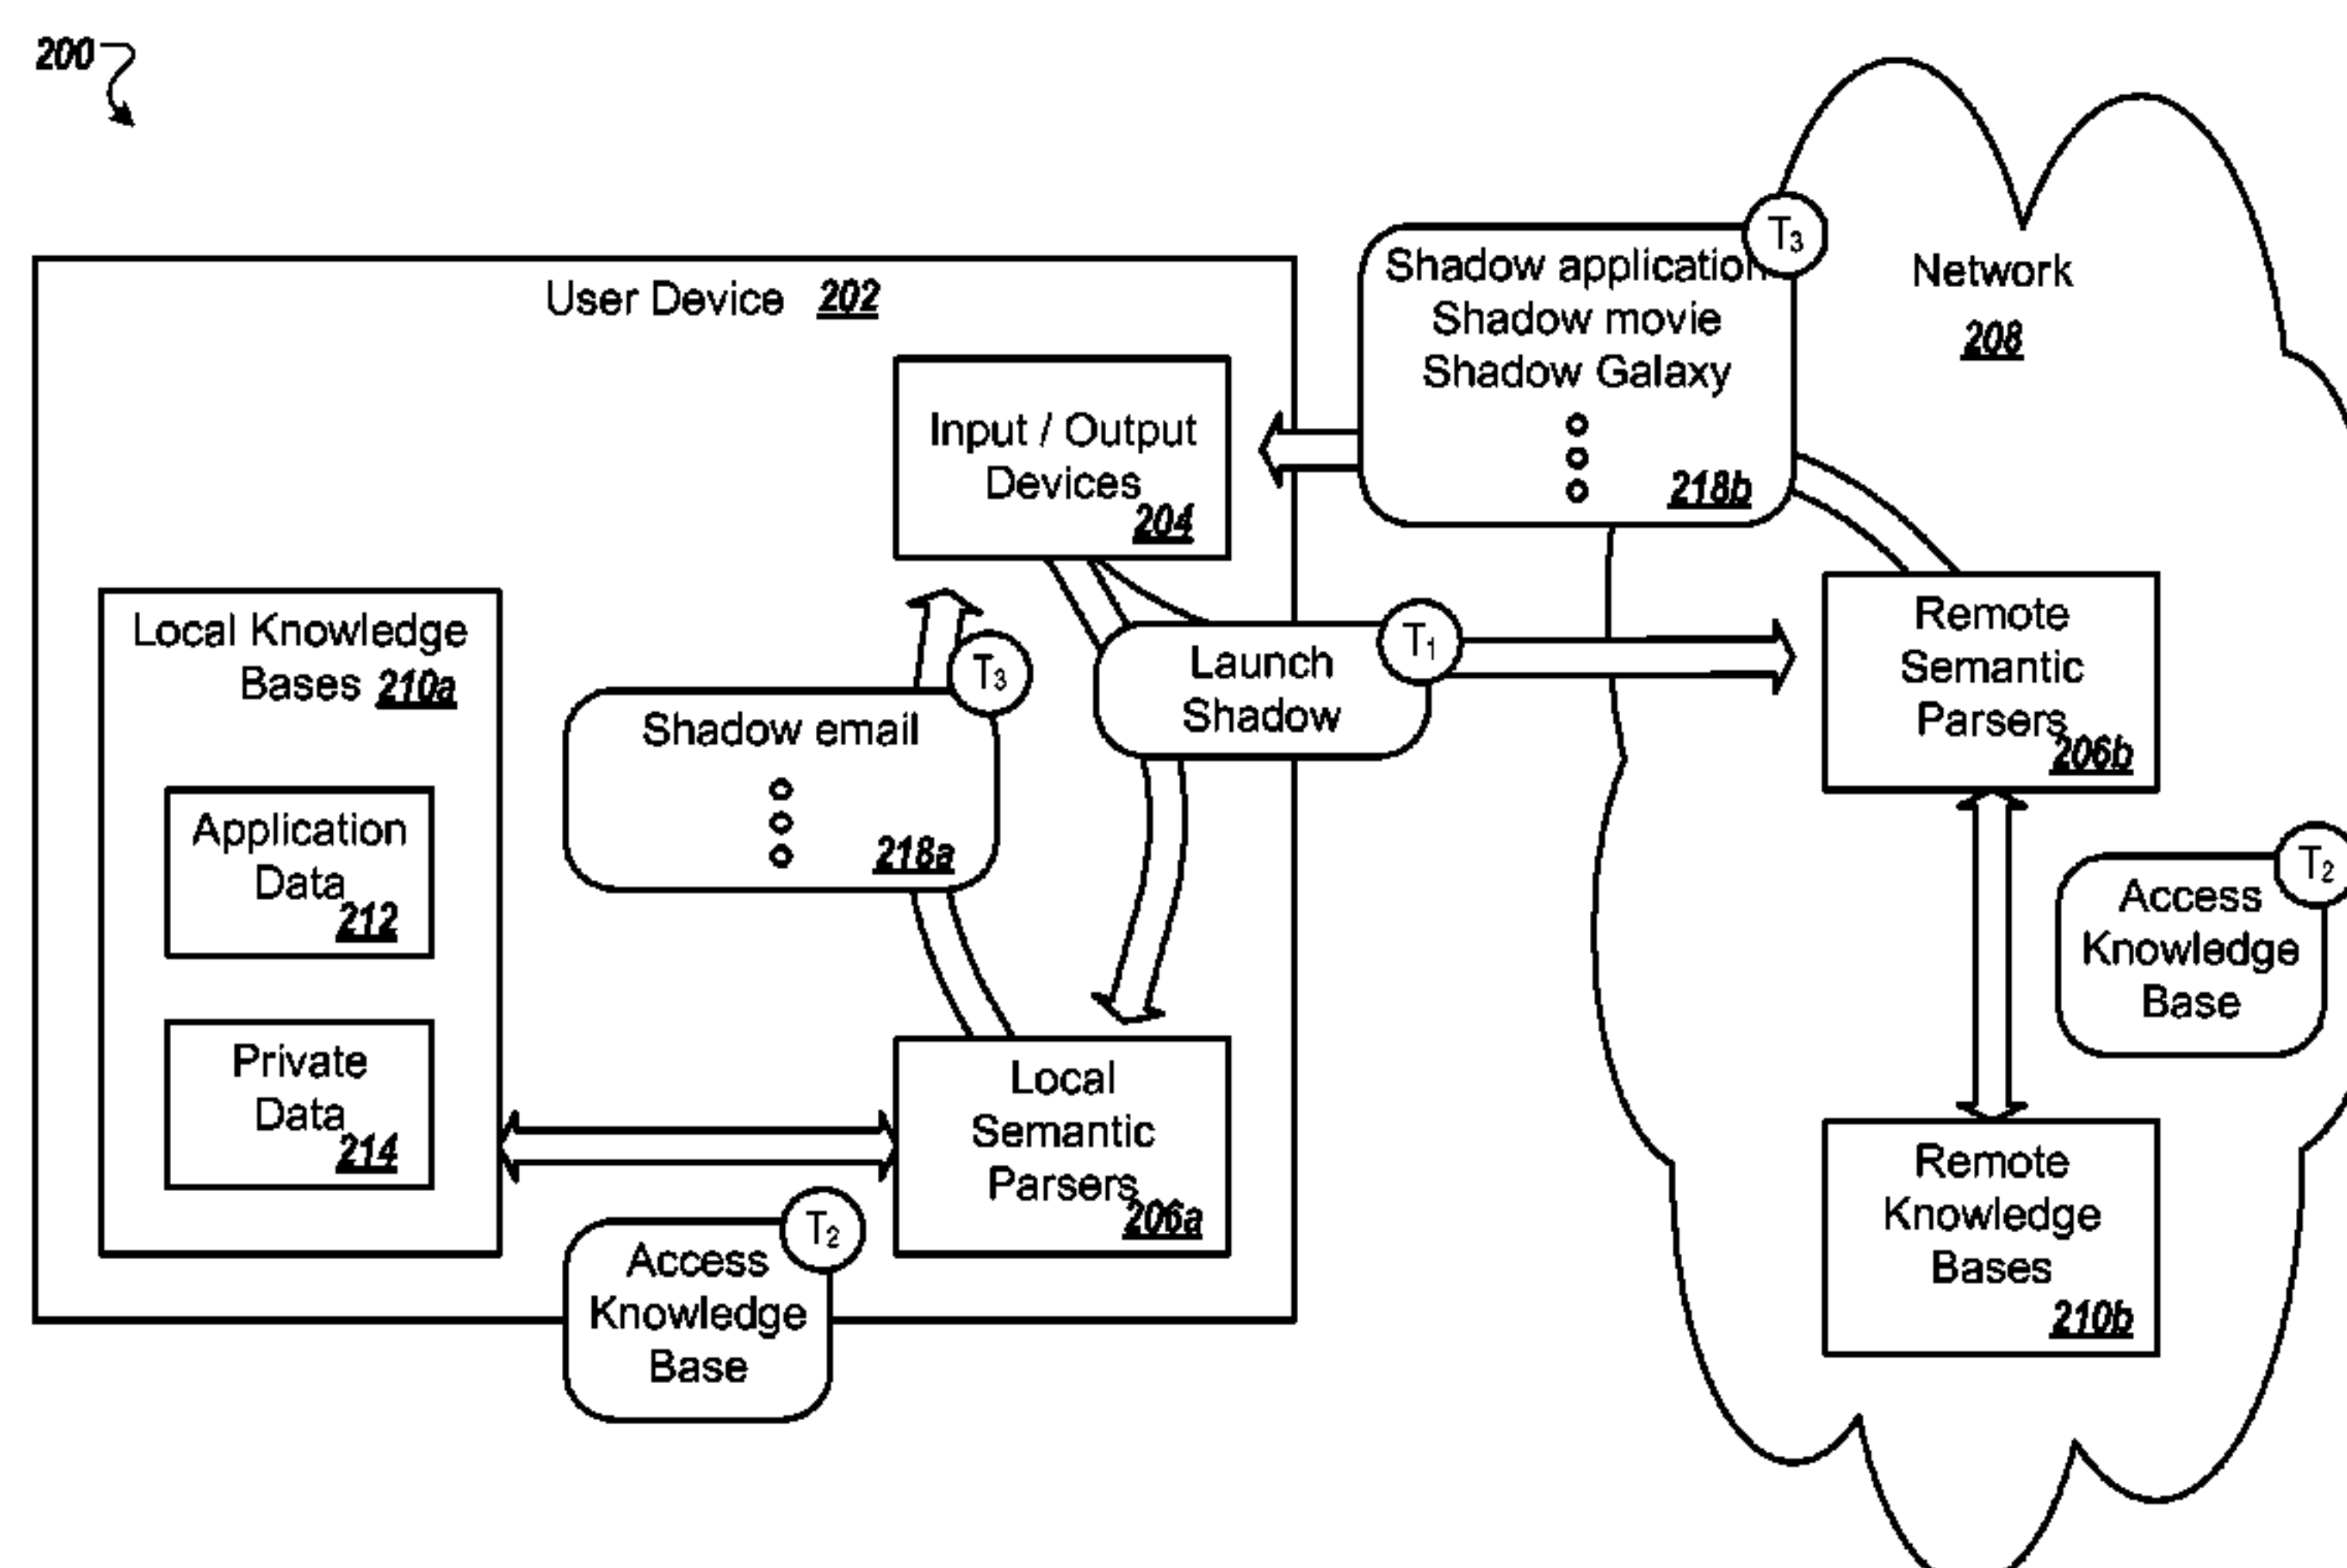 200
User Device 202
Input / Output
Devices
204
Local Knowledge
Bases 210a
Application
Data
212
Private
Data
214
Shadow email
218a
T3
Launch
Shadow
T1
Local
Semantic
Parsers
206a
Access
Knowledge
Base
T2
Shadow application
Shadow movie
Shadow Galaxy
218b
T3
Network
208
Remote
Semantic
Parsers
206b
Access
Knowledge
Base
T2
Remote
Knowledge
Bases
210b